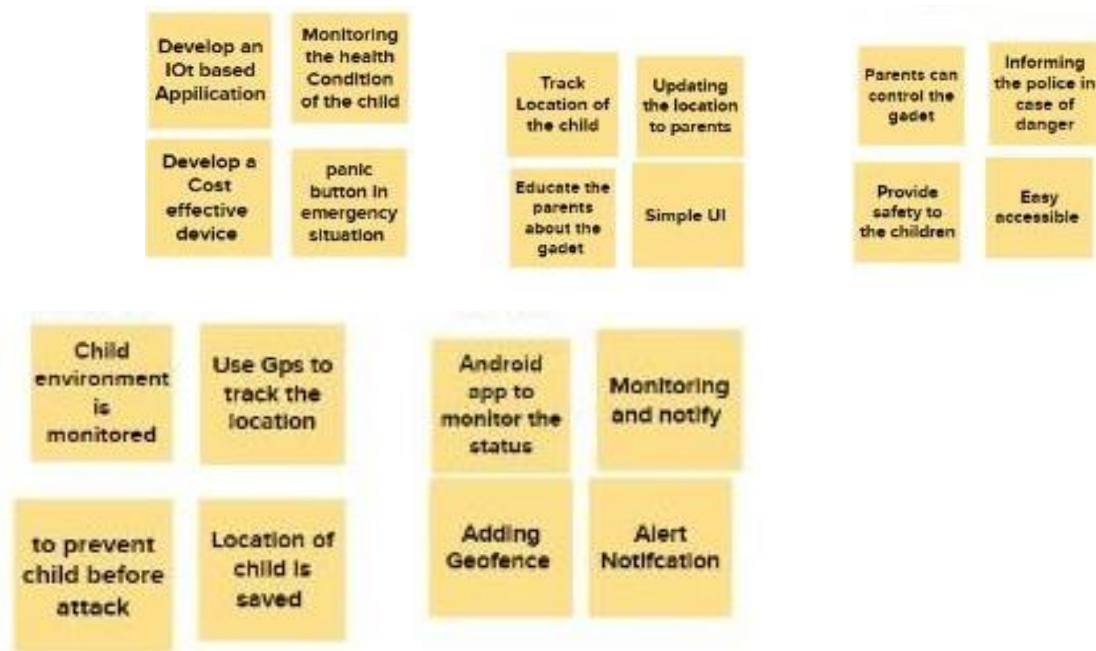 Develop an
IOt based
Appilication
Monitoring
the health
Condition
of the child
Develop a
Cost
effective
device
panic
button in
emergency
situation
Track
Location of
the child
Updating
the location
to parents
Educate the
parents
about the
gadet
Simple UI
Parents can
control the
gadet
Informing
the police in
case of
danger
Provide
safety to
the children
Easy
accessible
Child
environment
is
monitored
Use Gps to
track the
location
to prevent
child before
attack
Location of
child is
saved
Android
app to
monitor the
status
Monitoring
and notify
Adding
Geofence
Alert
Notifcation